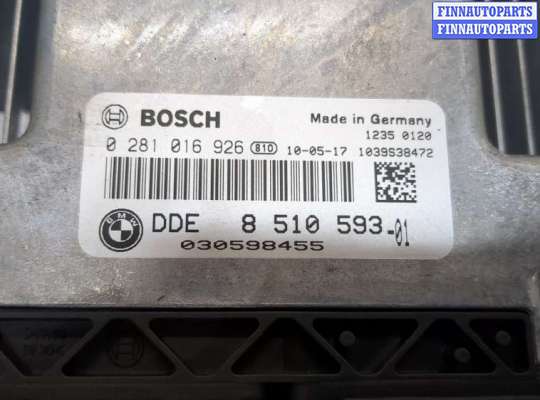 FINNAUTOPARTS
FINNAUTOPARTS
BOSCH
Made in Germany
1235 0120
0 281 016 926 810 10-05-17 1039S38472
BMW DDE 8 510 593-01
030598455